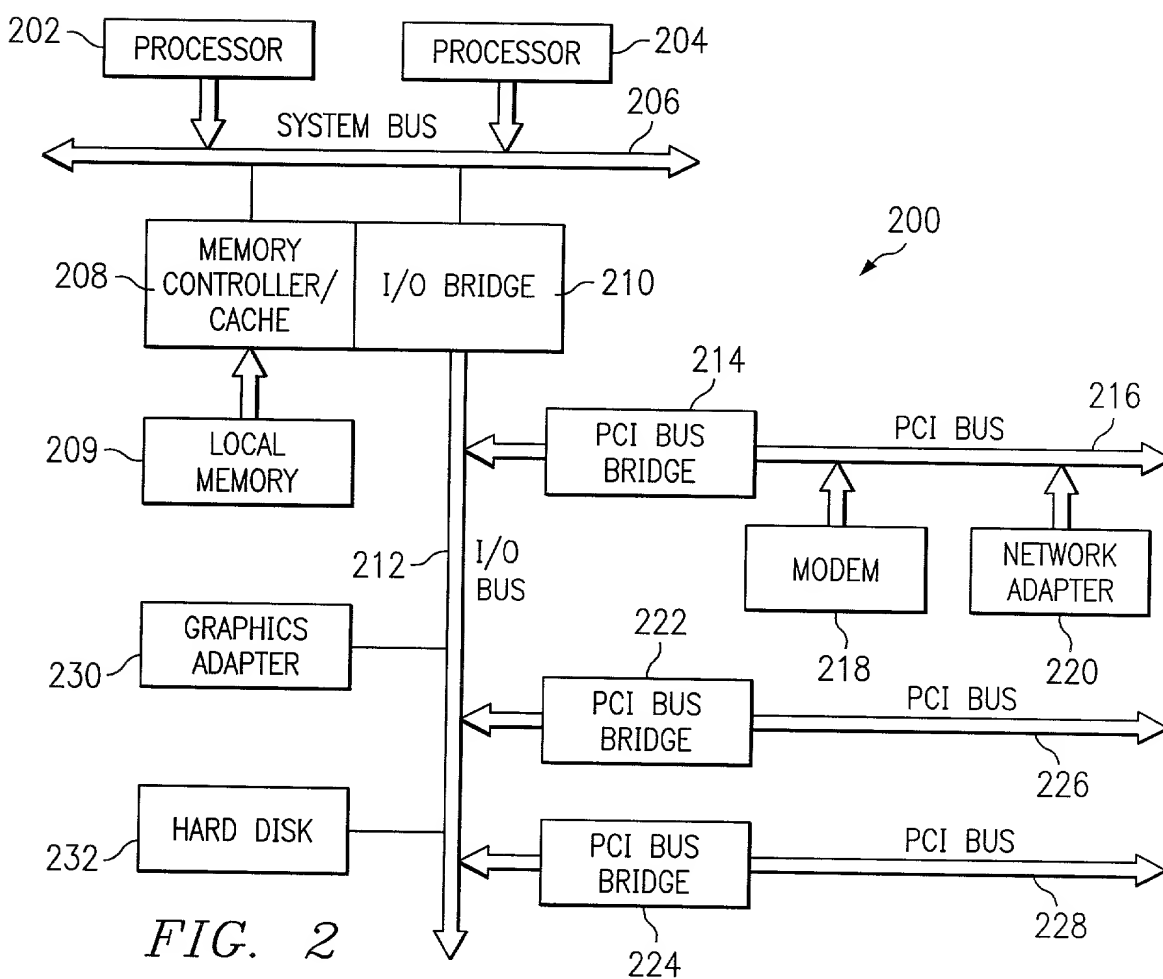 202
PROCESSOR
PROCESSOR
204
SYSTEM BUS
206
200
208
MEMORY
CONTROLLER/
CACHE
I/O BRIDGE
210
209
LOCAL
MEMORY
214
PCI BUS
BRIDGE
PCI BUS
216
212
I/O
BUS
MODEM
218
NETWORK
ADAPTER
220
GRAPHICS
ADAPTER
230
222
PCI BUS
BRIDGE
PCI BUS
226
HARD DISK
232
PCI BUS
BRIDGE
224
PCI BUS
228
FIG. 2